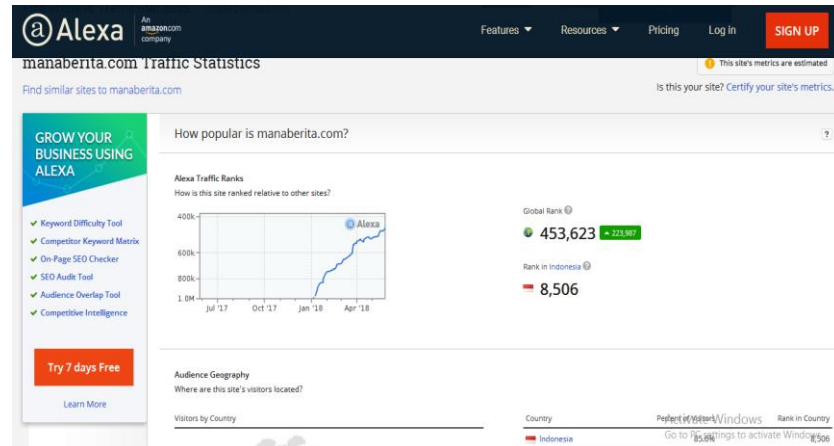 a Alexa
An
amazon.com
company
Features
Resources
Pricing
Log in
SIGN UP
manaberita.com Traffic Statistics
This site's metrics are estimated
Find similar sites to manaberita.com
Is this your site? Certify your site's metrics.
GROW YOUR
BUSINESS USING
ALEXA
Keyword Difficulty Tool
Competitor Keyword Matrix
On-Page SEO Checker
SEO Audit Tool
Audience Overlap Tool
Competitive Intelligence
Try 7 days Free
Learn More
How popular is manaberita.com?
?
Alexa Traffic Ranks
How is this site ranked relative to other sites?
a Alexa
400k
600k
800k
1.0M
Jul '17 Oct '17 Jan '18 Apr '18
Global Rank ?
453,623 223,987
Rank in Indonesia ?
8,506
Audience Geography
Where are this site's visitors located?
Visitors by Country
Country Percent of Visitors Rank in Country
Indonesia 85.6% 8,506
Activate Windows
Go to PC settings to activate Windows.